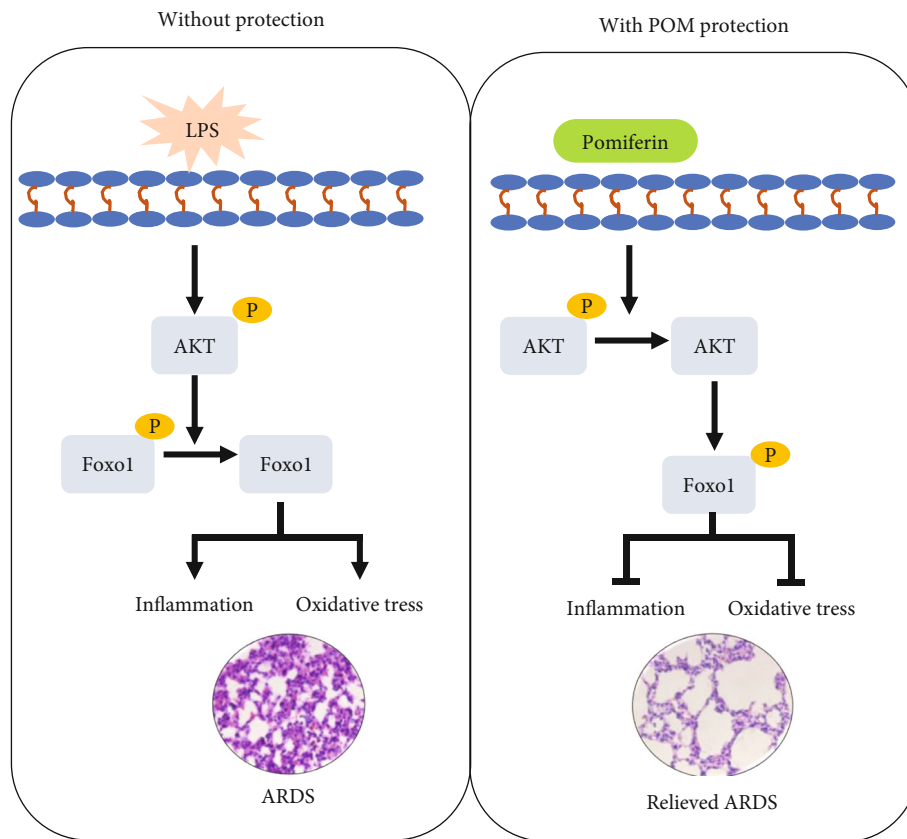 Without protection
LPS
P
AKT
P
Foxo1
Foxo1
Inflammation
Oxidative tress
ARDS
With POM protection
Pomiferin
P
AKT
AKT
P
Foxo1
Inflammation
Oxidative tress
Relieved ARDS